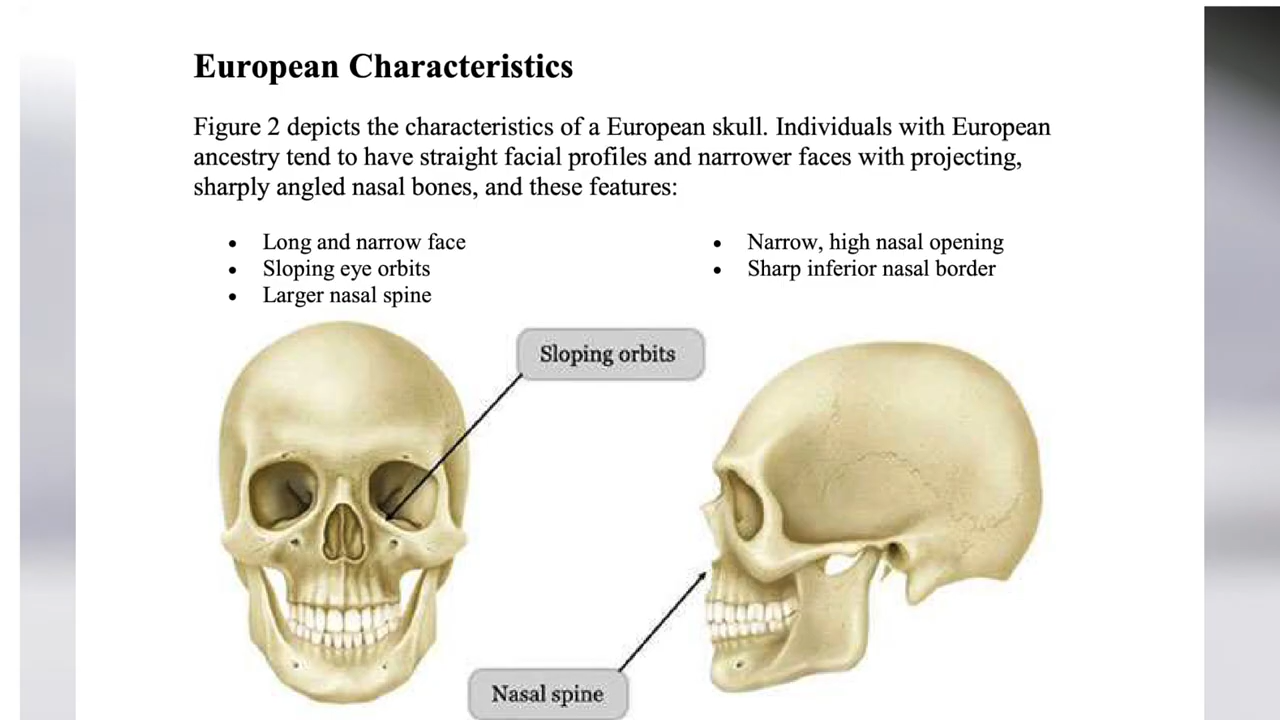 European Characteristics
Figure 2 depicts the characteristics of a European skull. Individuals with European
ancestry tend to have straight facial profiles and narrower faces with projecting,
sharply angled nasal bones, and these features:
• Long and narrow face
• Sloping eye orbits
• Larger nasal spine
• Narrow, high nasal opening
• Sharp inferior nasal border
Sloping orbits
Nasal spine